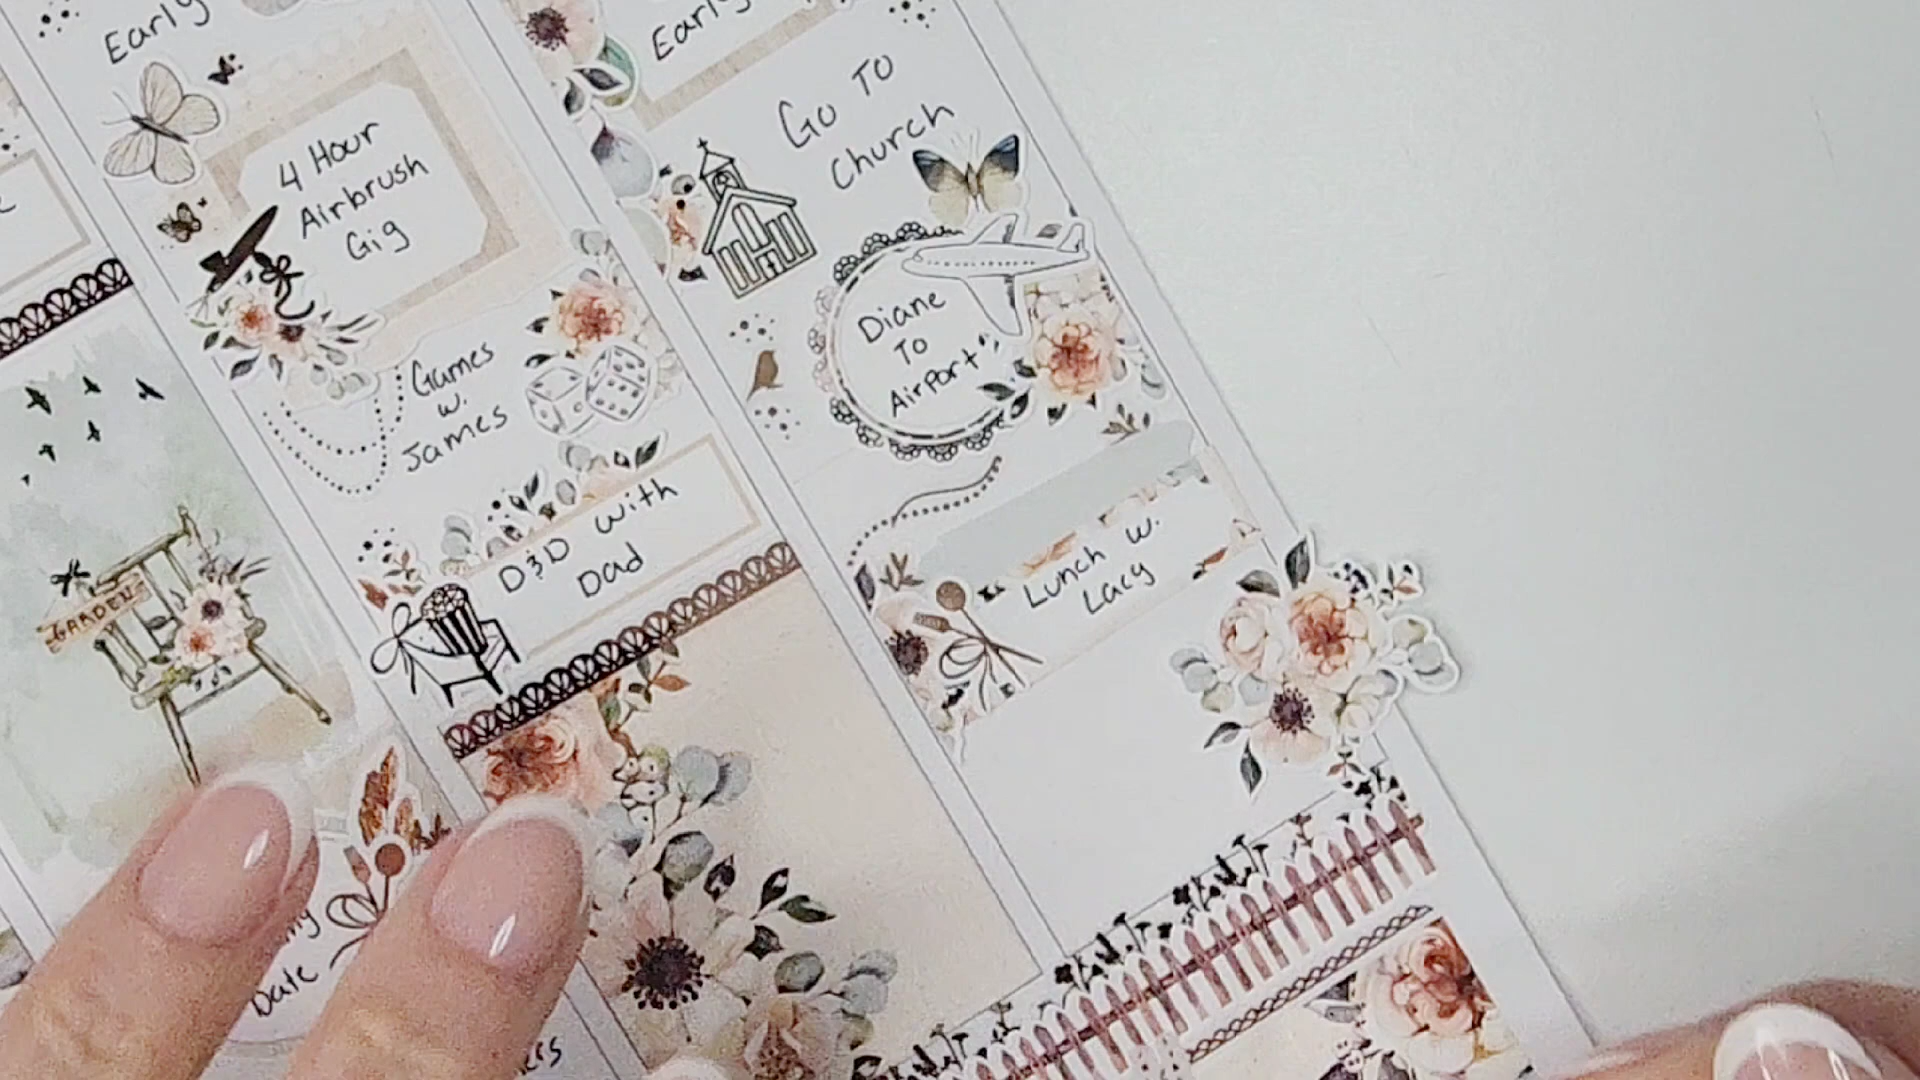 Early
4 Hour
Airbrush
Gig
Games
w.
James
D&D with
Dad
GARDEN
Date
Early
Go To
Church
Diane
To
Airport
Lunch w.
Lacy